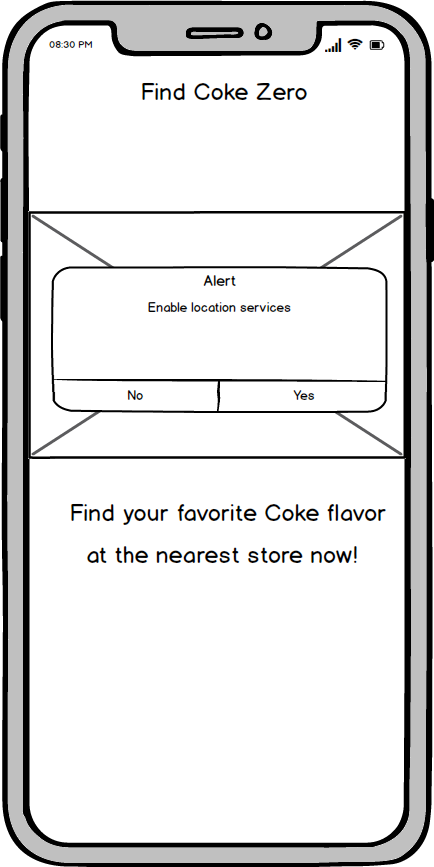 08:30 PM
Find Coke Zero
Alert
Enable location services
No
Yes
Find your favorite Coke flavor
at the nearest store now!